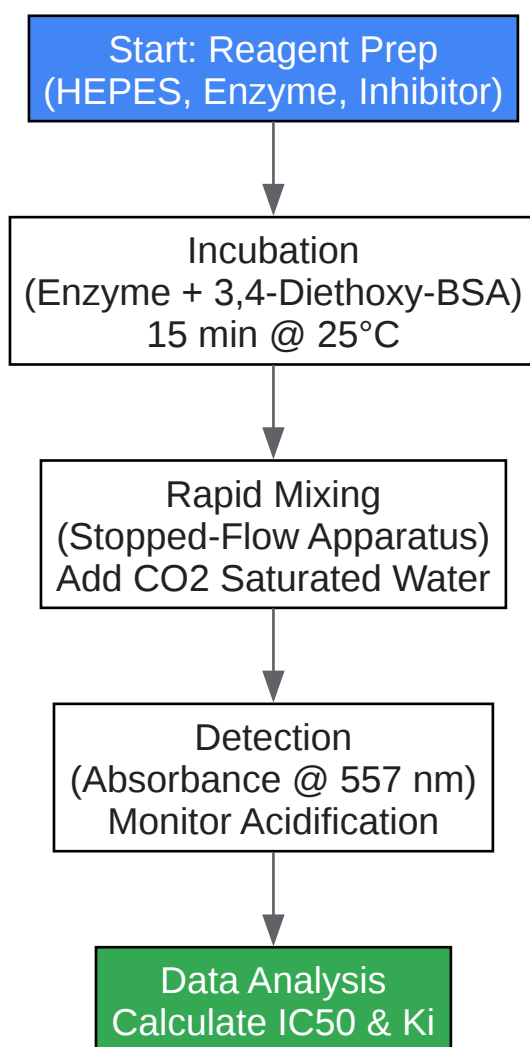 Start: Reagent Prep
(HEPES, Enzyme, Inhibitor)
Incubation
(Enzyme + 3,4-Diethoxy-BSA)
15 min @ 25°C
Rapid Mixing
(Stopped-Flow Apparatus)
Add CO2 Saturated Water
Detection
(Absorbance @ 557 nm)
Monitor Acidification
Data Analysis
Calculate IC50 & Ki